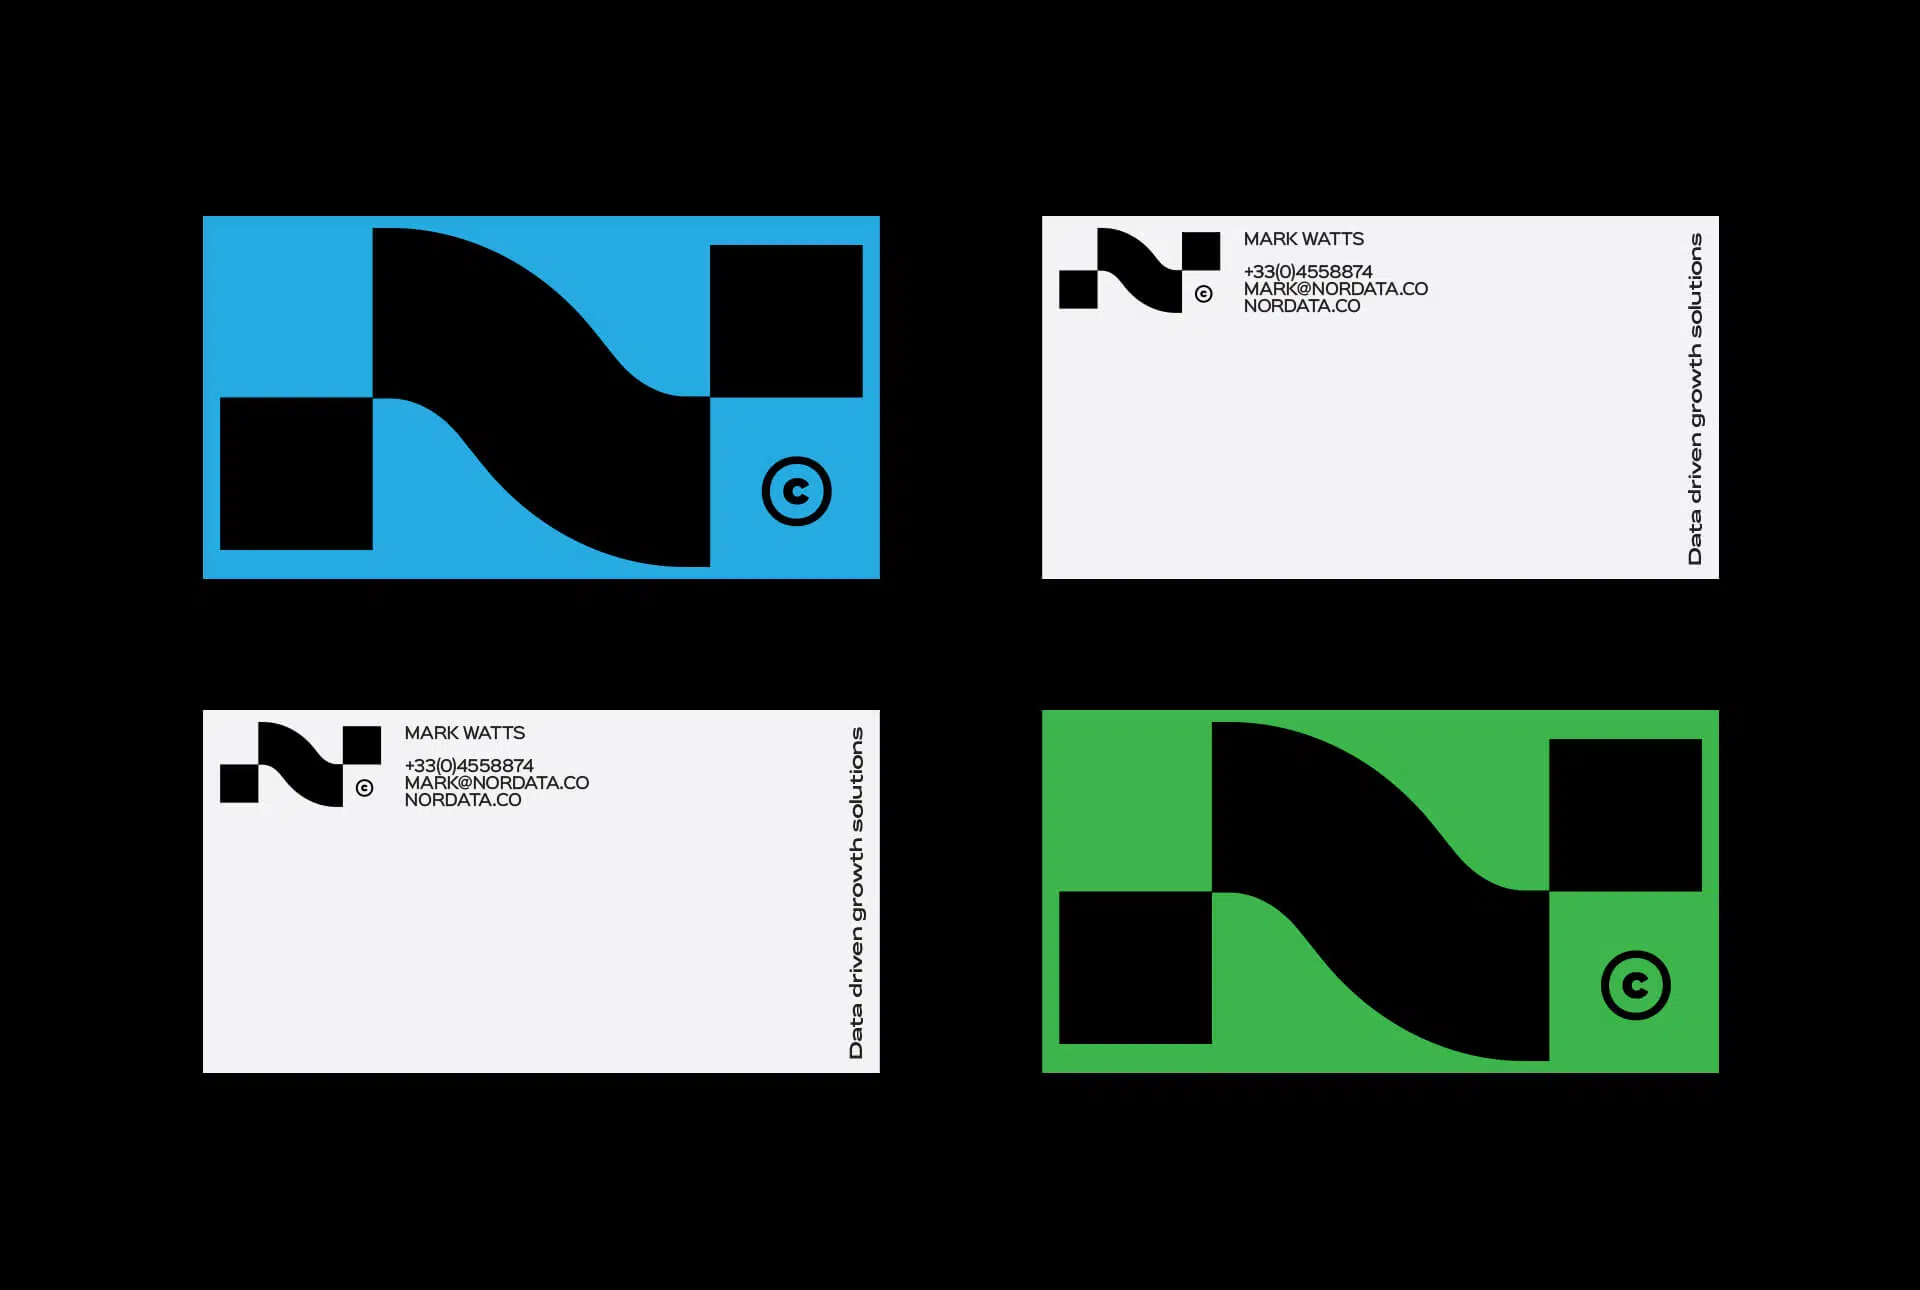 ©
MARK WATTS
+33(0)4558874
MARK@NORDATA.CO
NORDATA.CO
©
Data driven growth solutions
MARK WATTS
+33(0)4558874
MARK@NORDATA.CO
NORDATA.CO
©
Data driven growth solutions
©